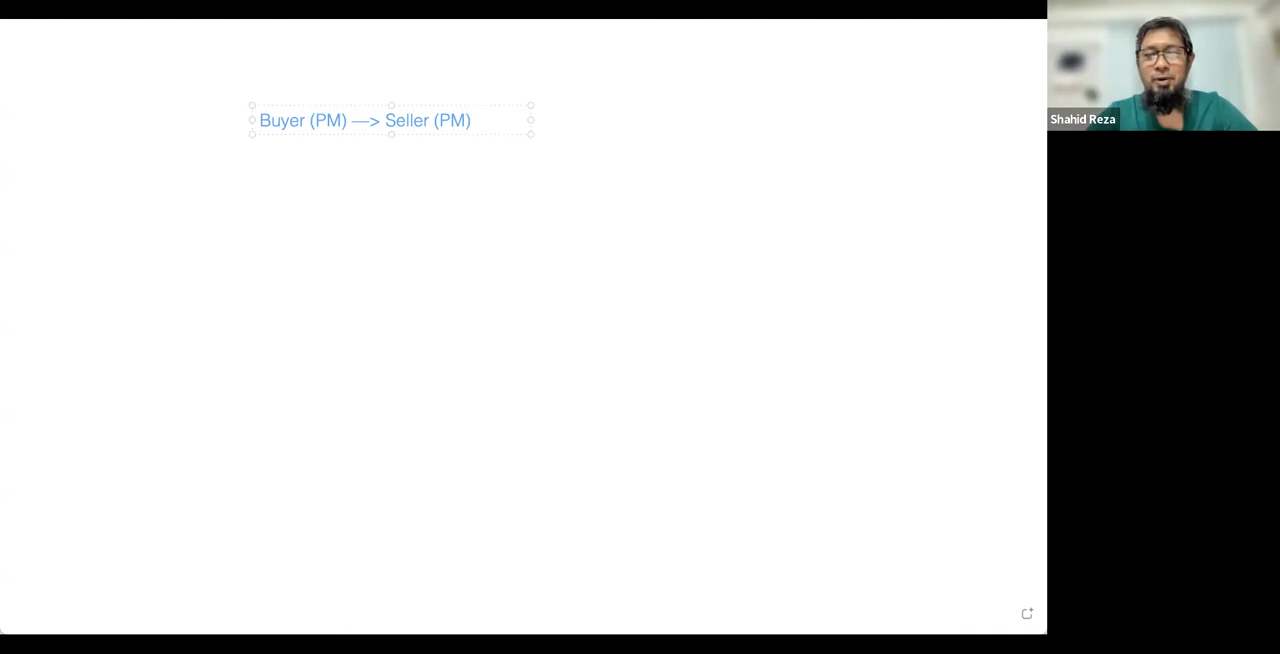 Buyer (PM) —> Seller (PM)
Shahid Reza